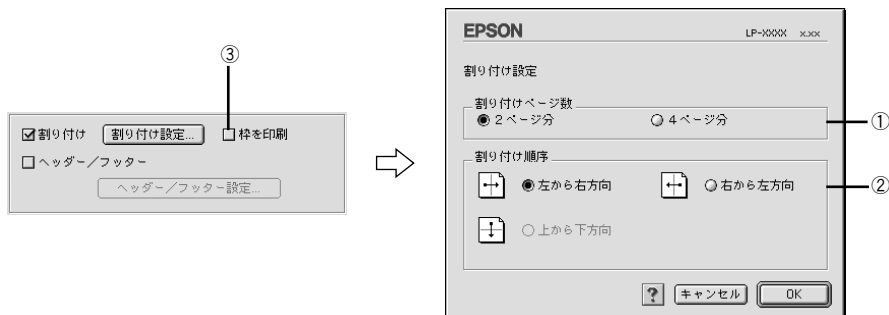 ③
☑割り付け 割り付け設定... □枠を印刷
□ヘッダー/フッター
ヘッダー/フッター設定...
EPSON LP-XXXX x.xx
割り付け設定
割り付けページ数
2ページ分 4ページ分 ①
割り付け順序
左から右方向 右から左方向 ②
上から下方向
? キャンセル OK